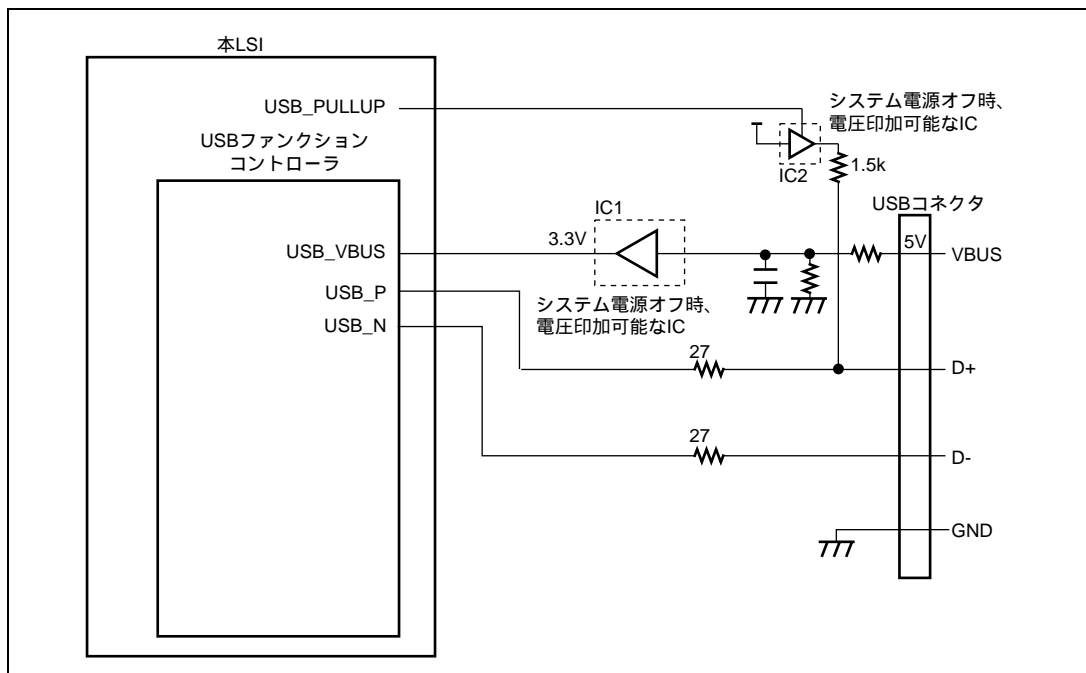 本LSI
USB_PULLUP
システム電源オフ時、
電圧印加可能なIC
USBファンクション
コントローラ
IC2
1.5k
USBコネクタ
IC1
3.3V
5V
USB_VBUS
VBUS
USB_P
システム電源オフ時、
電圧印加可能なIC
USB_N
27
D+
27
D-
GND